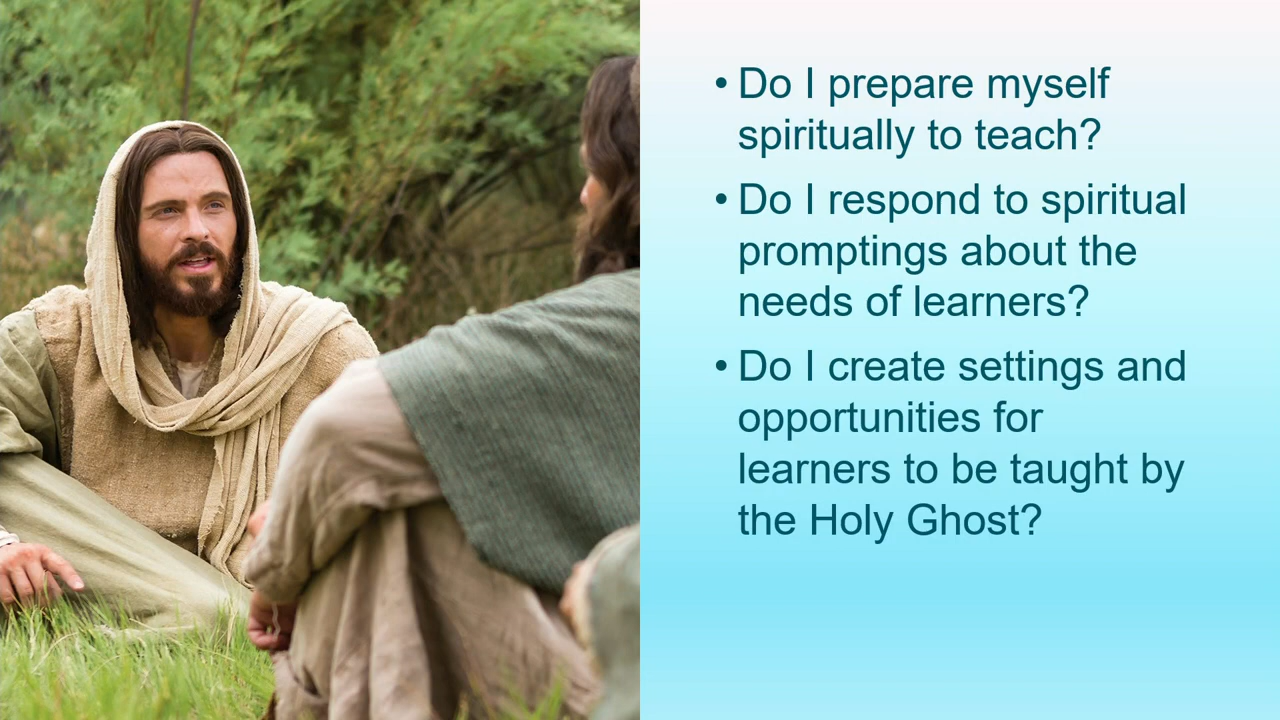 • Do I prepare myself
spiritually to teach?
• Do I respond to spiritual
promptings about the
needs of learners?
• Do I create settings and
opportunities for
learners to be taught by
the Holy Ghost?